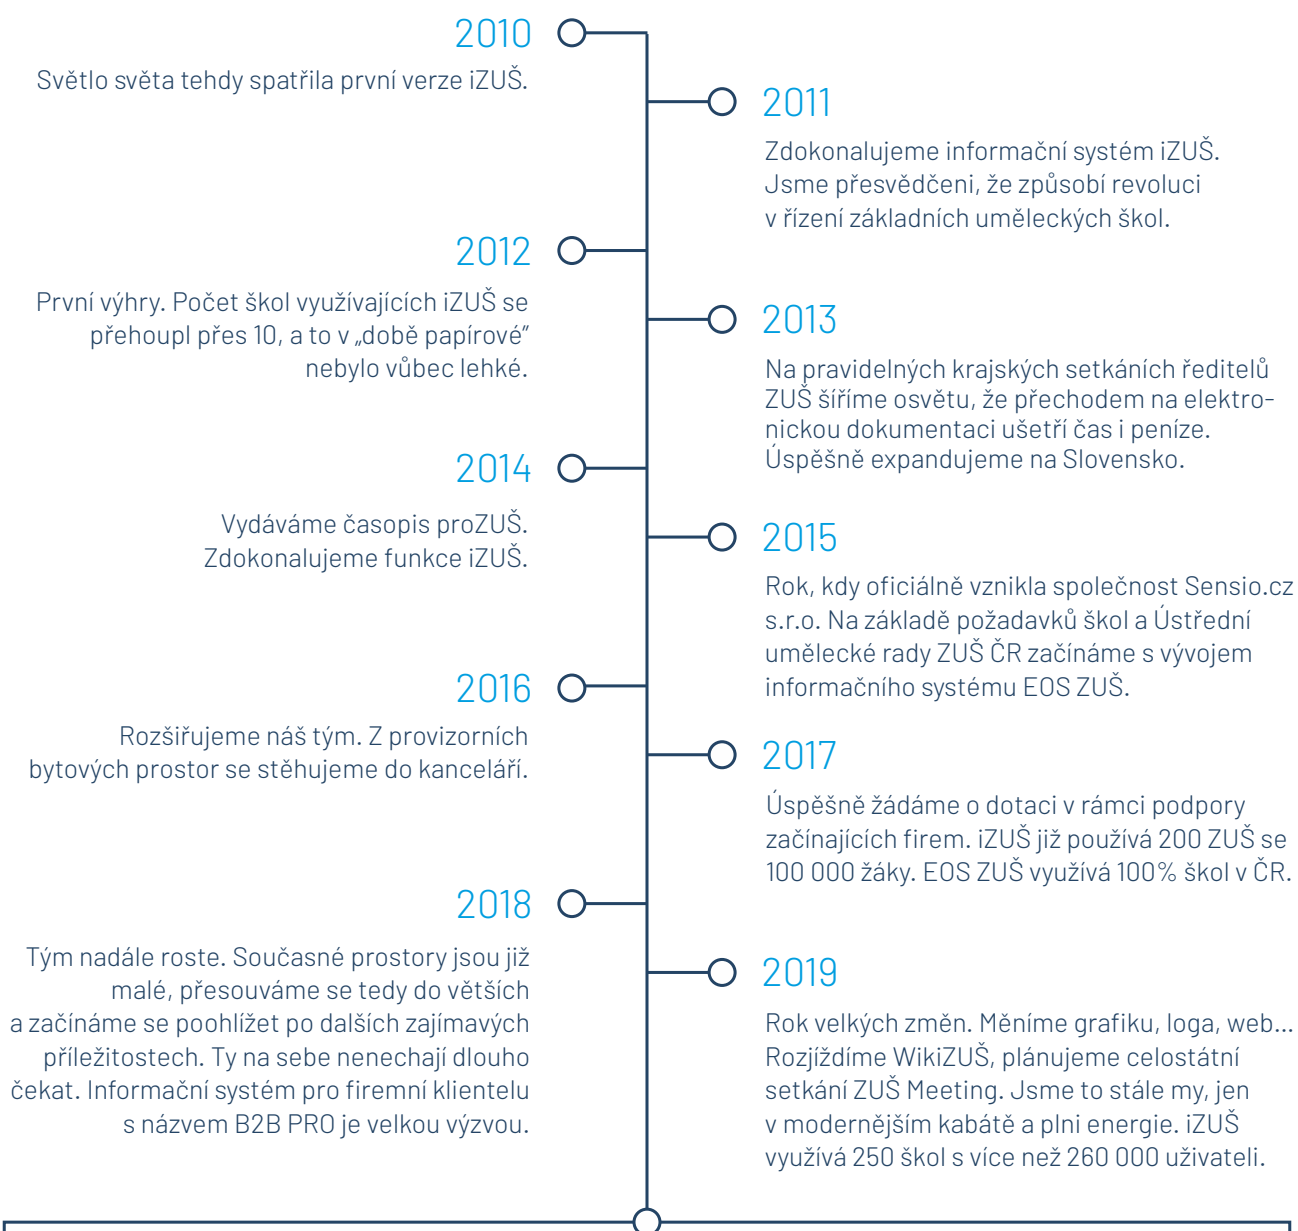 2010
Světlo světa tehdy spatřila první verze iZUŠ.
2011
Zdokonalujeme informační systém iZUŠ.
Jsme přesvědčeni, že způsobí revoluci
v řízení základních uměleckých škol.
2012
První výhry. Počet škol využívajících iZUŠ se
přehoupl přes 10, a to v „době papírové“
nebylo vůbec lehké.
2013
Na pravidelných krajských setkáních ředitelů
ZUŠ šíříme osvětu, že přechodem na elektro-
nickou dokumentaci ušetří čas i peníze.
Úspěšně expandujeme na Slovensko.
2014
Vydáváme časopis proZUŠ.
Zdokonalujeme funkce iZUŠ.
2015
Rok, kdy oficiálně vznikla společnost Sensio.cz
s.r.o. Na základě požadavků škol a Ústřední
umělecké rady ZUŠ ČR začínáme s vývojem
informačního systému EOS ZUŠ.
2016
Rozšiřujeme náš tým. Z provizorních
bytových prostor se stěhujeme do kanceláří.
2017
Úspěšně žádáme o dotaci v rámci podpory
začínajících firem. iZUŠ již používá 200 ZUŠ se
100 000 žáky. EOS ZUŠ využívá 100% škol v ČR.
2018
Tým nadále roste. Současné prostory jsou již
malé, přesouváme se tedy do větších
a začínáme se poohlížet po dalších zajímavých
příležitostech. Ty na sebe nenechají dlouho
čekat. Informační systém pro firemní klientelu
s názvem B2B PRO je velkou výzvou.
2019
Rok velkých změn. Měníme grafiku, loga, web...
Rozjíždíme WikiZUŠ, plánujeme celostátní
setkání ZUŠ Meeting. Jsme to stále my, jen
v modernějším kabátě a plni energie. iZUŠ
využívá 250 škol s více než 260 000 uživateli.